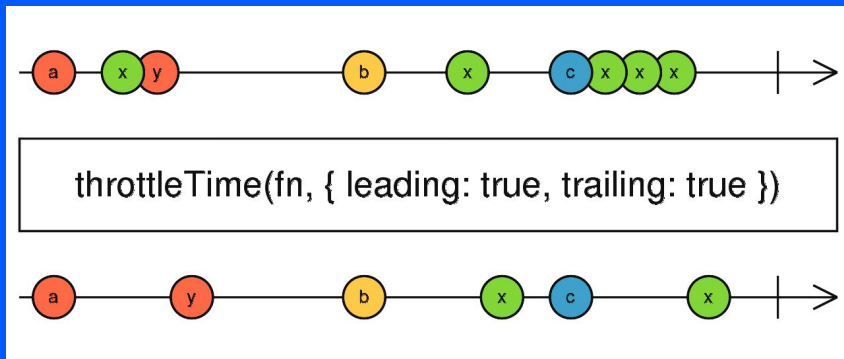 a x y b x c x x x
throttleTime(fn, { leading: true, trailing: true })
a y b x c x